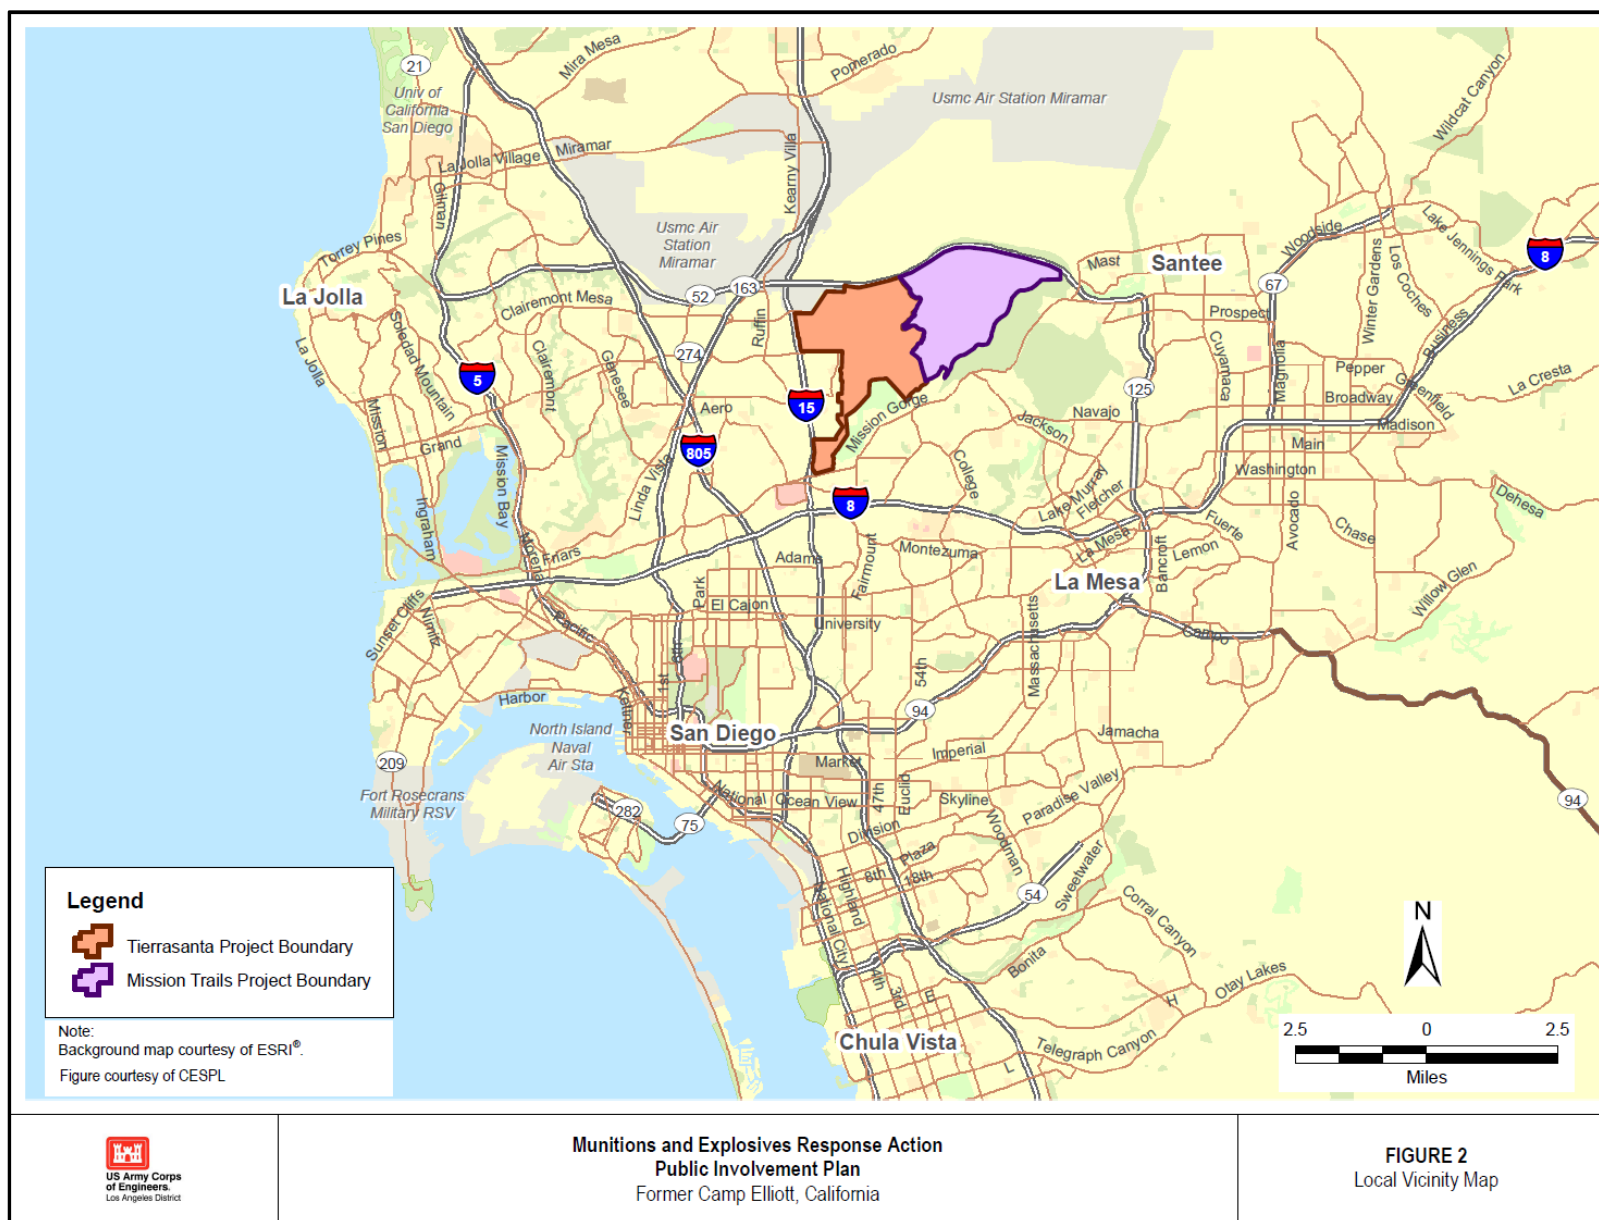 21
Mira Mesa
Pomerado
Univ of
California
San Diego
Usmc Air Station Miramar
Wildcat Canyon
La Jolla Village
Miramar
Kearny Villa
Gilman
Torrey Pines
Usmc Air
Station
Miramar
Woodside
Lake Jennings Park
8
Mast
Santee
Winter Gardens
Los Coches
La Jolla
Clairemont Mesa
52
163
67
Ruffin
Prospect
Soledad Mountain
La Jolla
Clairemont
Genesee
274
Cuyamaca
Magnolia
Business
Pepper
Greenfield
La Cresta
5
15
125
Broadway
Mission
Aero
Mission Gorge
Jackson
Navajo
Madison
Grand
Mission Bay
805
Linda Vista
College
Main
Washington
Ingraham
8
Lake Murray
Fletcher
Avocado
Dehesa
Chase
Fuerte
Morena
Friars
Adams
Fairmount
Montezuma
La Mesa
Lemon
Bancroft
La Mesa
Willow Glen
Sunset Cliffs
Nimitz
Park
El Cajon
University
Massachusetts
Campo
Pacific
6th
1st
54th
Harbor
Kettner
94
North Island
Naval
Air Sta
San Diego
Jamacha
Imperial
209
Market
Fort Rosecrans
Military RSV
282
75
National
Ocean View
47th
Euclid
Skyline
Paradise Valley
94
Division
Woodman
Plaza
8th
18th
Highland
National City
54
Sweetwater
Corral Canyon
Bonita
4th
3rd
E
H
Otay Lakes
Chula Vista
Telegraph Canyon
L
Legend
Tierrasanta Project Boundary
Mission Trails Project Boundary
Note:
Background map courtesy of ESRI®.
Figure courtesy of CESPL
N
2.5 0 2.5
Miles
US Army Corps
of Engineers.
Los Angeles District
Munitions and Explosives Response Action
Public Involvement Plan
Former Camp Elliott, California
FIGURE 2
Local Vicinity Map